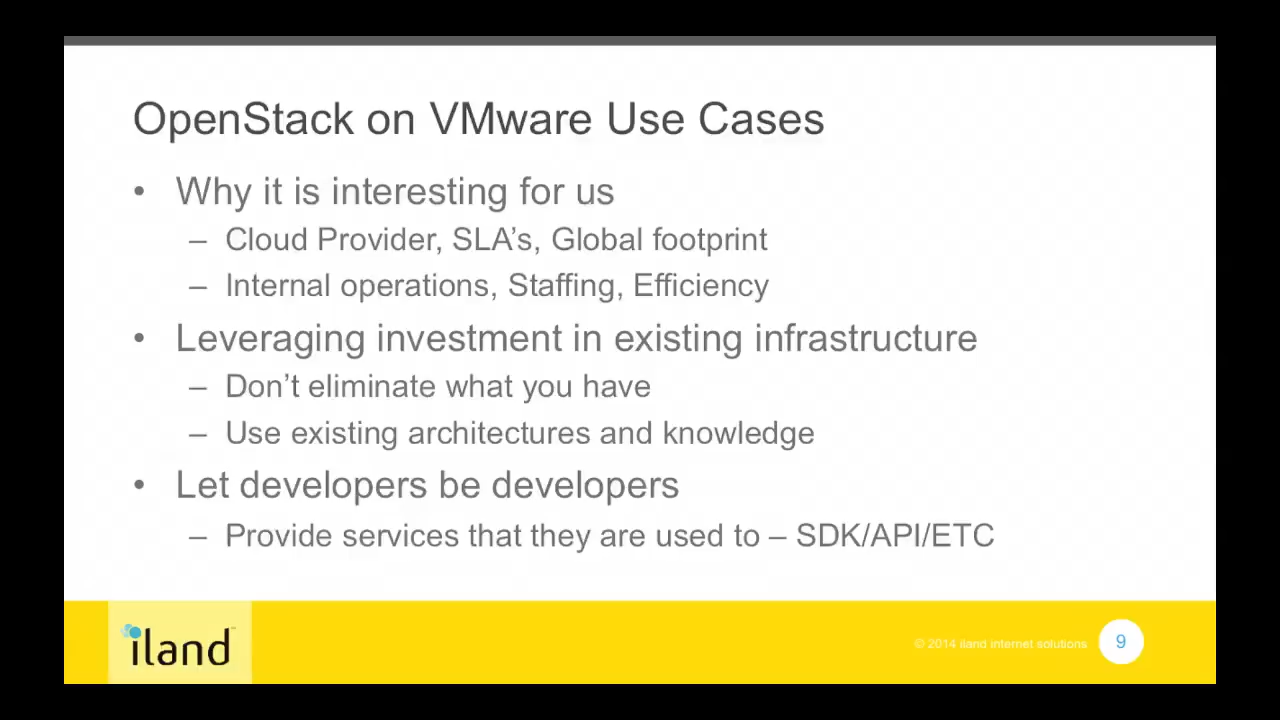 OpenStack on VMware Use Cases
• Why it is interesting for us
– Cloud Provider, SLA’s, Global footprint
– Internal operations, Staffing, Efficiency
• Leveraging investment in existing infrastructure
– Don’t eliminate what you have
– Use existing architectures and knowledge
• Let developers be developers
– Provide services that they are used to – SDK/API/ETC
iland
© 2014 iland internet solutions
9